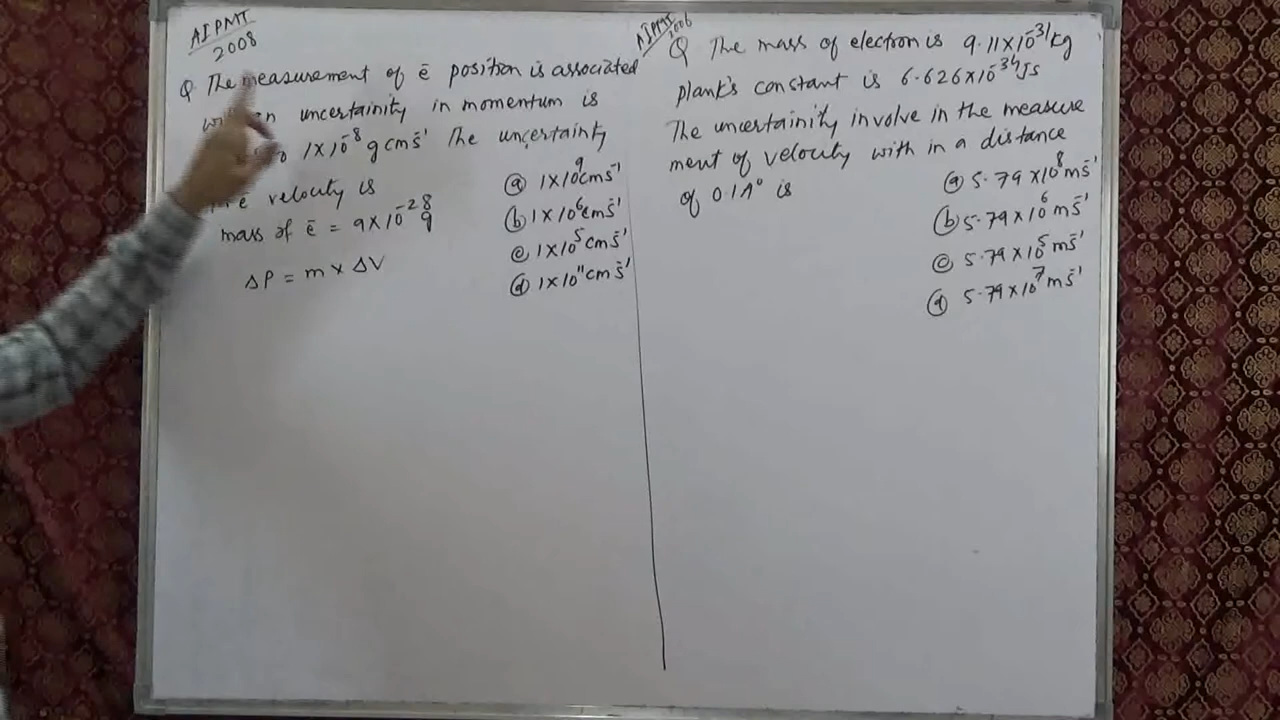 AIPMT
2008
Q The measurement of ē position is associated
uncertainity in momentum is
1×10⁻⁸ g cm s⁻¹ The uncertainty
ē velocity is
mass of ē = 9×10⁻²⁸ g
ΔP = m × ΔV
ⓐ 1×10⁹ cm s⁻¹
ⓑ 1×10⁶ cm s⁻¹
ⓒ 1×10⁵ cm s⁻¹
ⓓ 1×10¹¹ cm s⁻¹
AIPMT
2006
Q The mass of electron is 9.11×10⁻³¹ kg
plank's constant is 6.626×10⁻³⁴ Js
The uncertainity involve in the measure
ment of velocity with in a distance
of 0.1A° is
ⓐ 5.79×10⁸ m s⁻¹
ⓑ 5.79×10⁶ m s⁻¹
ⓒ 5.79×10⁵ m s⁻¹
ⓓ 5.79×10⁷ m s⁻¹